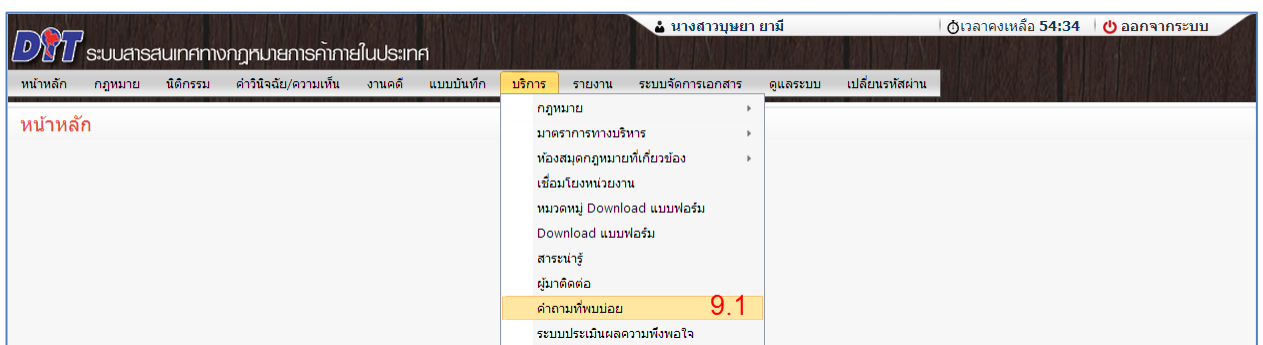 นางสาวบุษยา ยามี เวลาคงเหลือ 54:34 ออกจากระบบ
DIT ระบบสารสนเทศทางกฎหมายการค้าภายในประเทศ
หน้าหลัก กฎหมาย นิติกรรม คำวินิจฉัย/ความเห็น งานคดี แบบบันทึก บริการ รายงาน ระบบจัดการเอกสาร ดูแลระบบ เปลี่ยนรหัสผ่าน
หน้าหลัก
กฎหมาย
มาตราการทางบริหาร
ห้องสมุดกฎหมายที่เกี่ยวข้อง
เชื่อมโยงหน่วยงาน
หมวดหมู่ Download แบบฟอร์ม
Download แบบฟอร์ม
สาระน่ารู้
ผู้มาติดต่อ
คำถามที่พบบ่อย 9.1
ระบบประเมินผลความพึงพอใจ